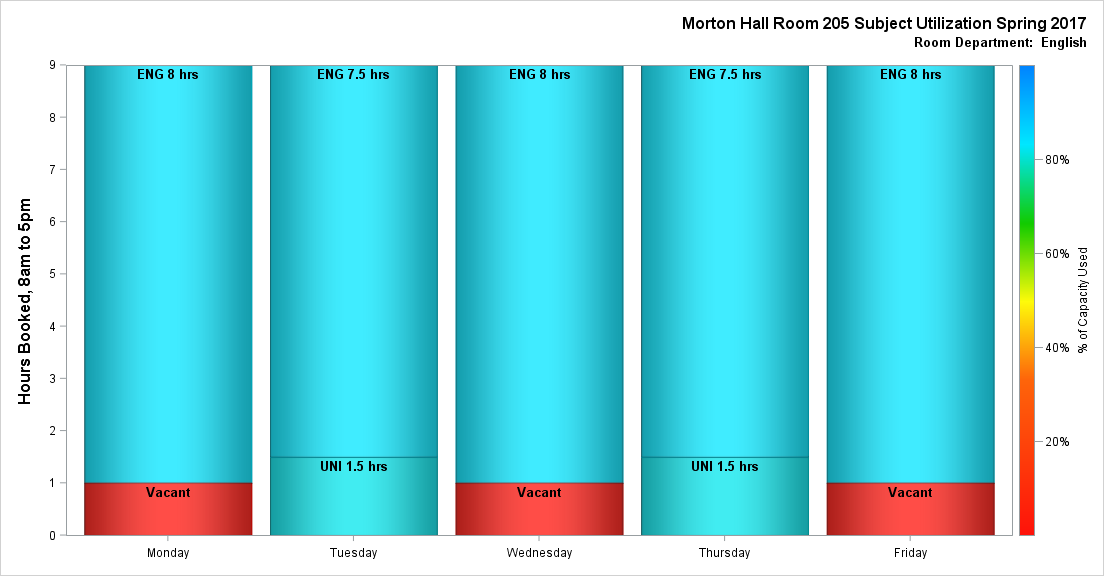 Morton Hall Room 205 Subject Utilization Spring 2017
Room Department:  English
Hours Booked, 8am to 5pm
9
8
7
6
5
4
3
2
1
0
ENG 8 hrs
Vacant
ENG 7.5 hrs
UNI 1.5 hrs
ENG 8 hrs
Vacant
ENG 7.5 hrs
UNI 1.5 hrs
ENG 8 hrs
Vacant
Monday
Tuesday
Wednesday
Thursday
Friday
80%
60%
40%
20%
% of Capacity Used